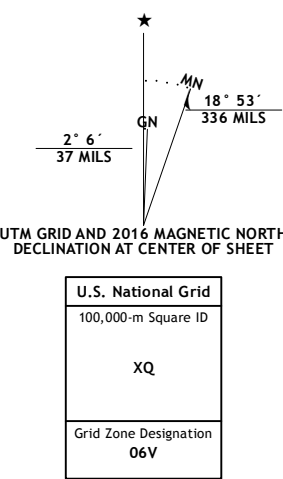 ★
MN
18° 53´
336 MILS
GN
2° 6´
37 MILS
UTM GRID AND 2016 MAGNETIC NORTH
DECLINATION AT CENTER OF SHEET
U.S. National Grid
100,000-m Square ID
XQ
Grid Zone Designation
06V